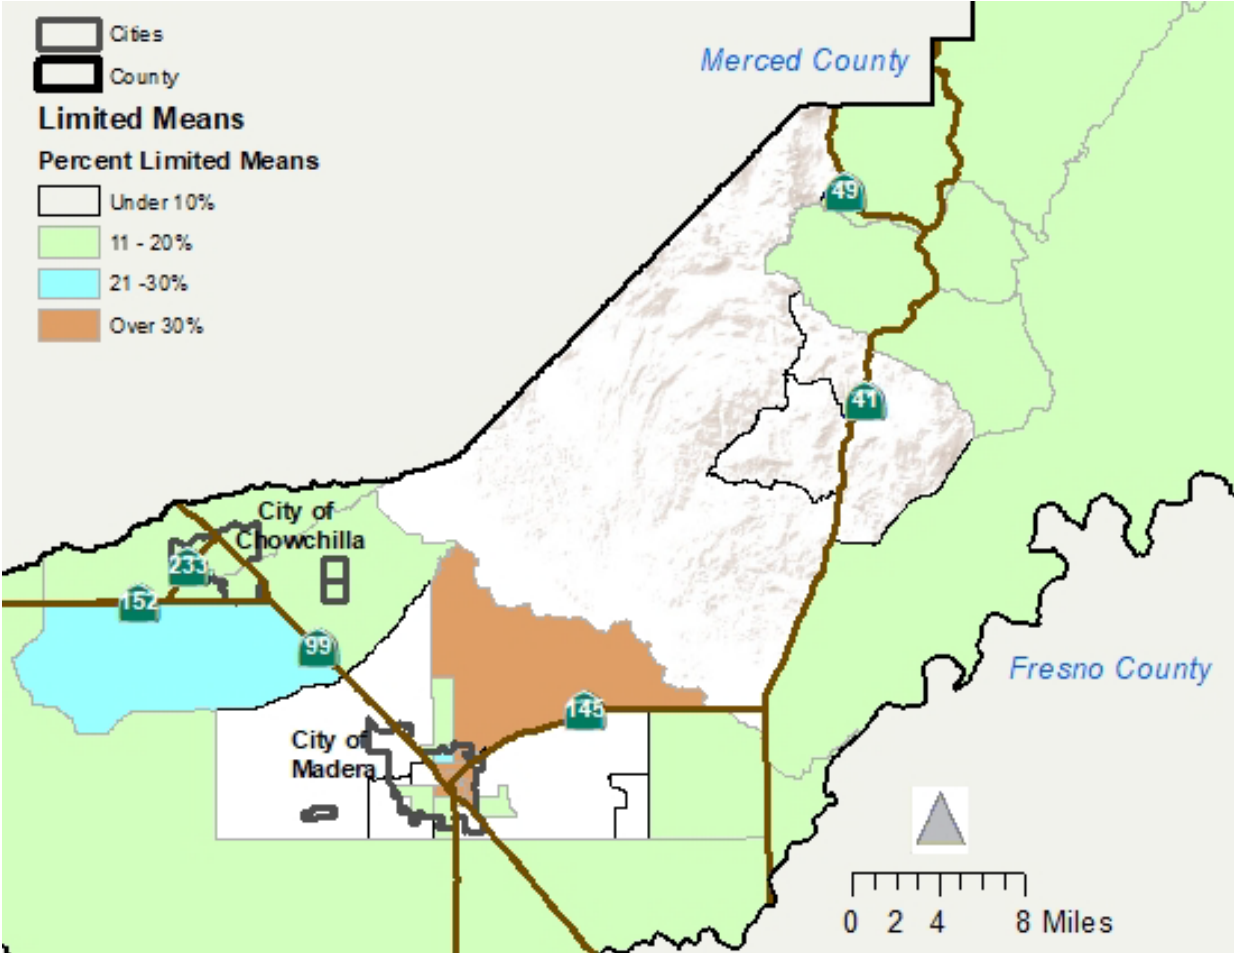 Cities
County
Limited Means
Percent Limited Means
Under 10%
11 - 20%
21 -30%
Over 30%
Merced County
49
41
City of
Chowchilla
233
152
99
Fresno County
145
City of
Madera
0 2 4 8 Miles